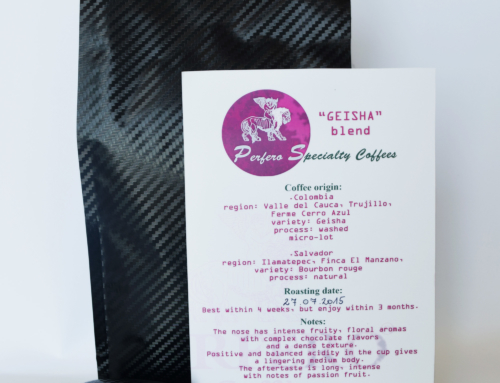 "GEISHA"
blend
Perfero Specialty Coffees
Coffee origin:
.Colombia
region: Valle del Cauca, Trujillo,
Ferme Cerro Azul
variety: Geisha
process: washed
micro-lot
.Salvador
region: Ilamatepec, Finca El Manzano,
variety: Bourbon rouge
process: natural
Roasting date:
27.07.2015
Best within 4 weeks, but enjoy within 3 months.
Notes:
The nose has intense fruity, floral aromas
with complex chocolate flavors
and a dense texture.
Positive and balanced acidity in the cup gives
a lingering medium body.
The aftertaste is long, intense
with notes of passion fruit.